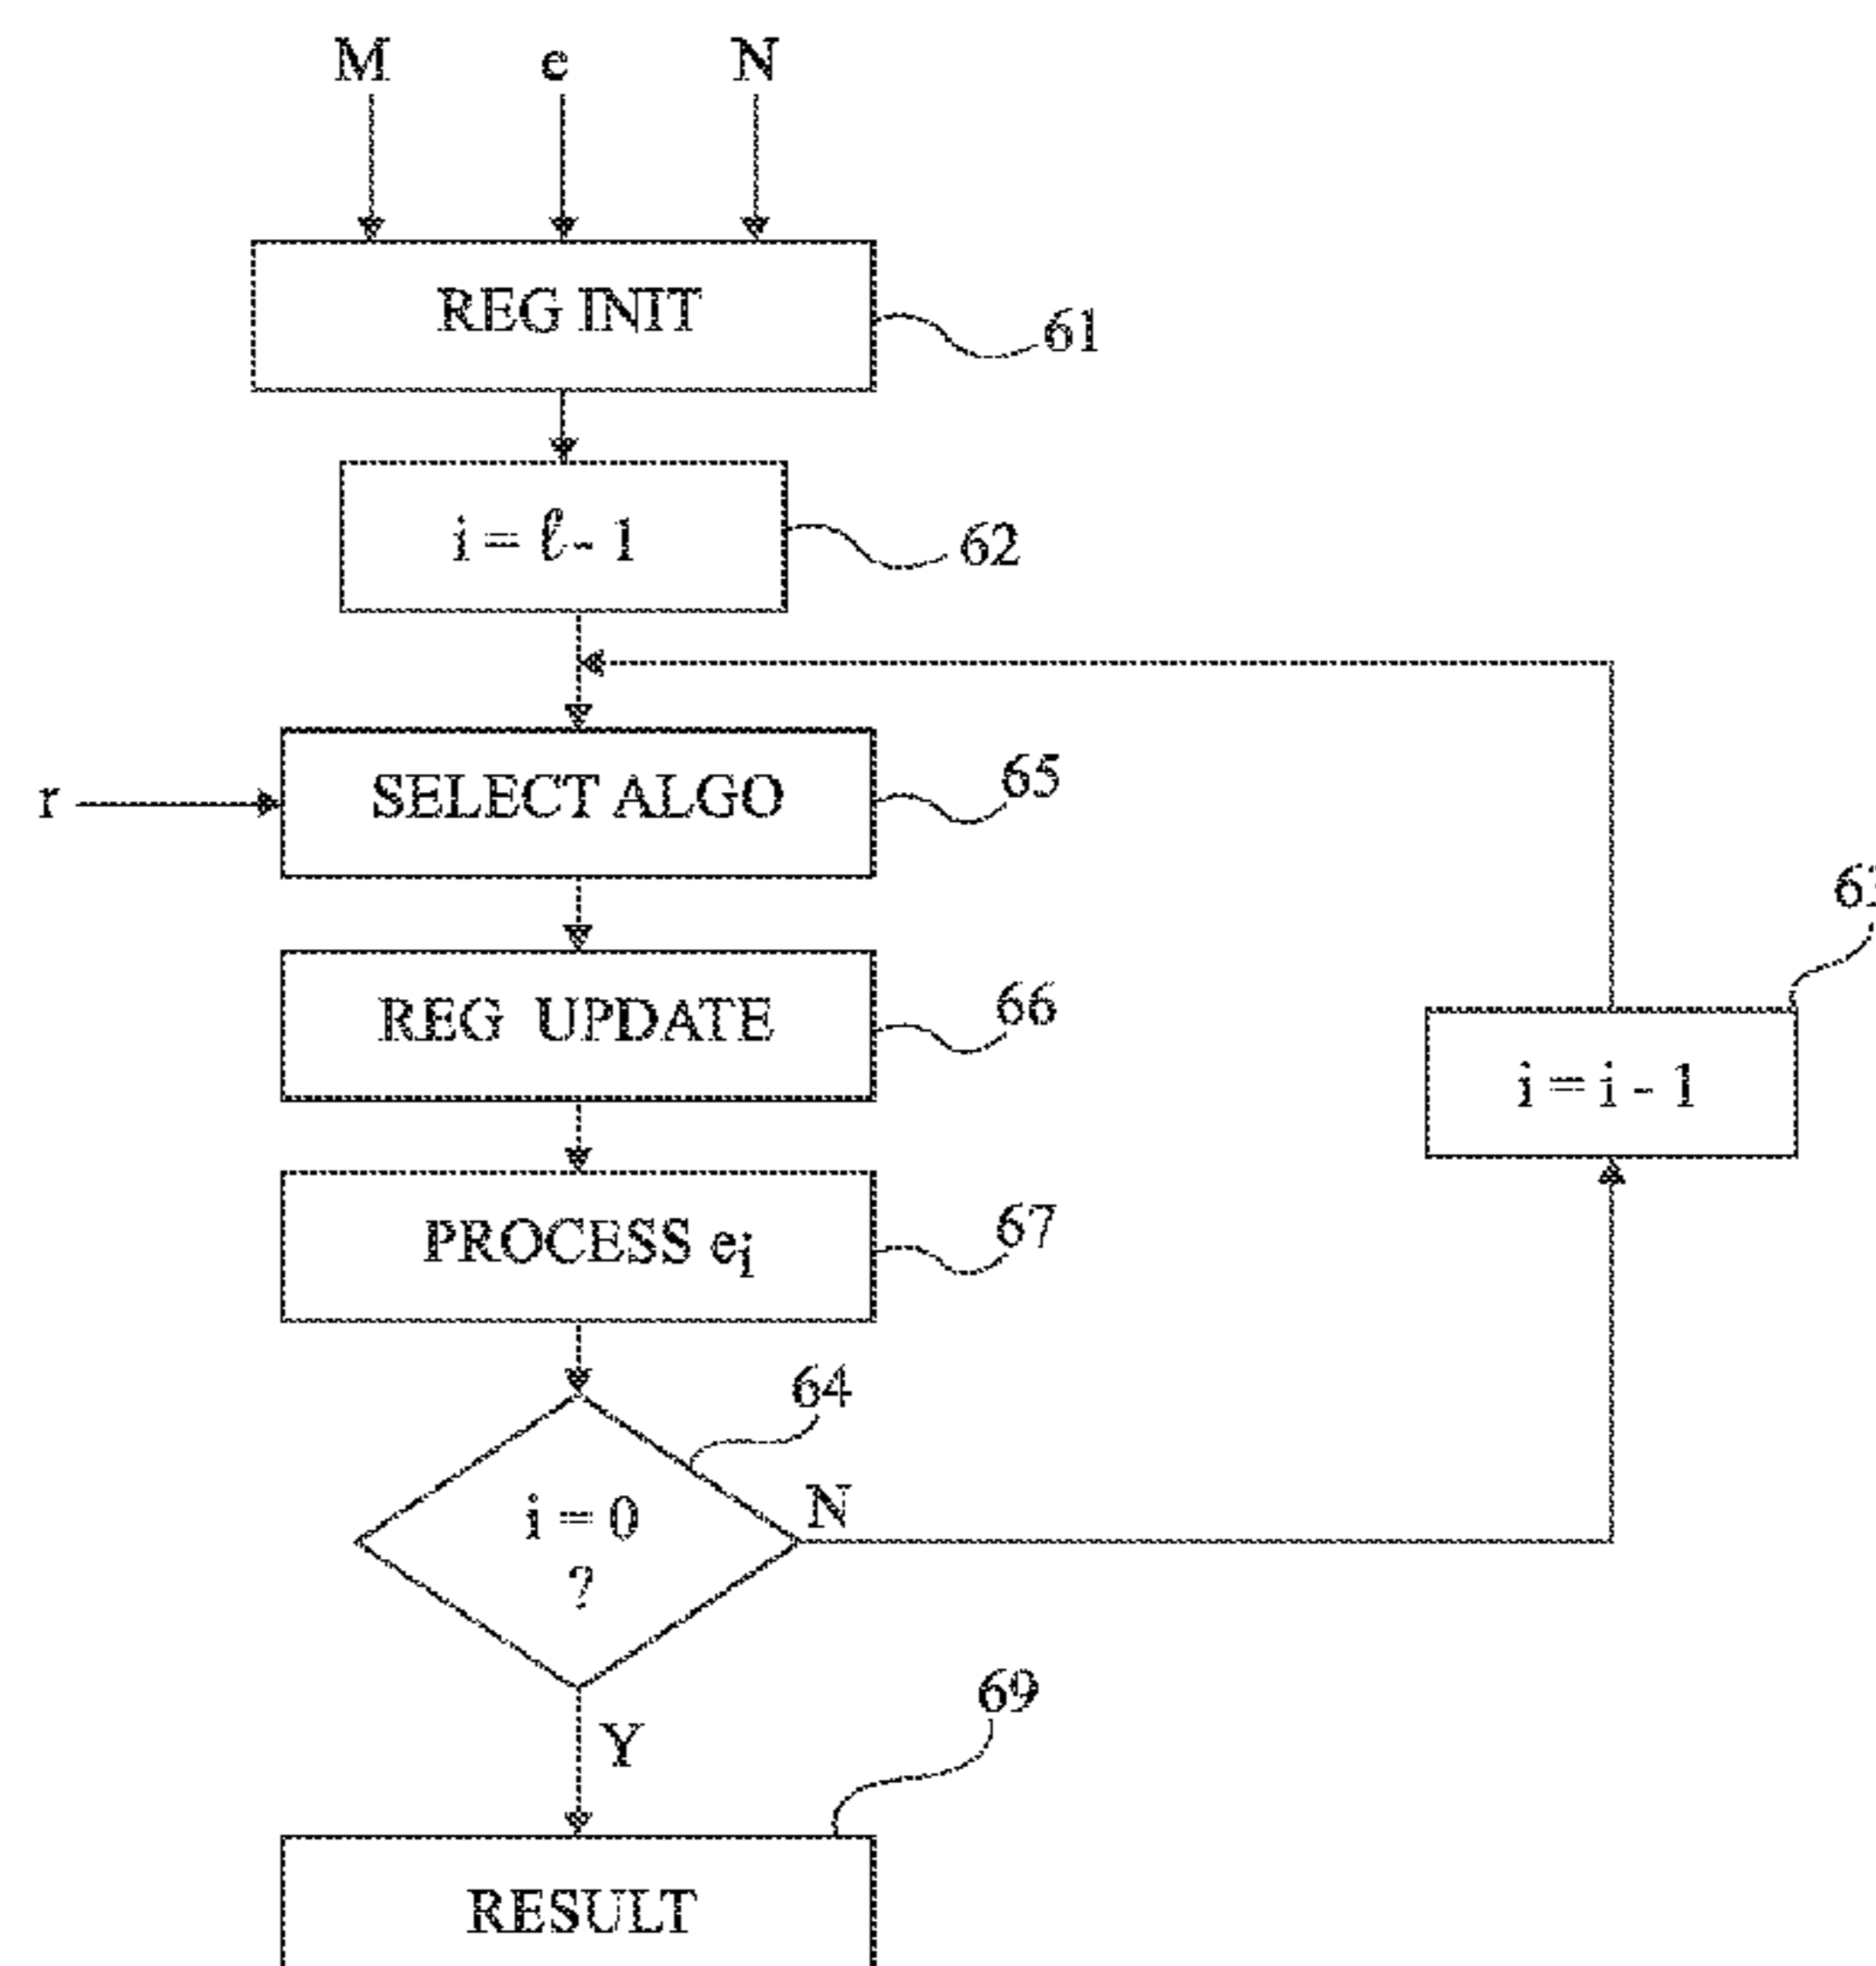 M e N
REG INIT
61
i = ℓ - 1
62
r
SELECT ALGO
65
REG UPDATE
66
i = i - 1
PROCESS ei
67
64
i = 0
?
N
Y
69
RESULT